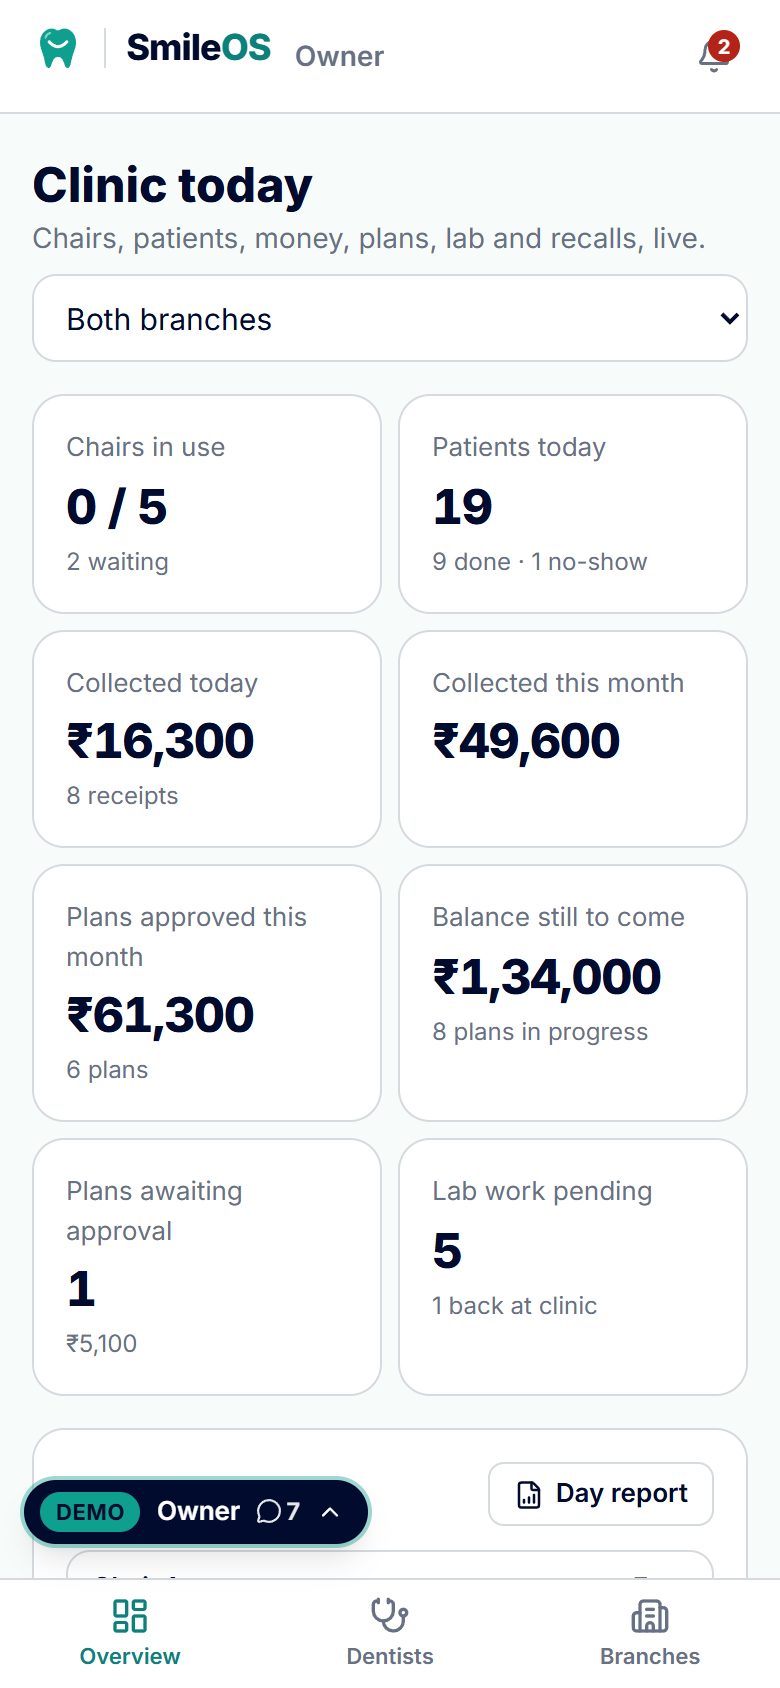 SmileOS Owner 2
Clinic today
Chairs, patients, money, plans, lab and recalls, live.
Both branches
Chairs in use
0 / 5
2 waiting
Patients today
19
9 done · 1 no-show
Collected today
₹16,300
8 receipts
Collected this month
₹49,600
Plans approved this
month
₹61,300
6 plans
Balance still to come
₹1,34,000
8 plans in progress
Plans awaiting
approval
1
₹5,100
Lab work pending
5
1 back at clinic
Day report
DEMO Owner 7
Overview
Dentists
Branches